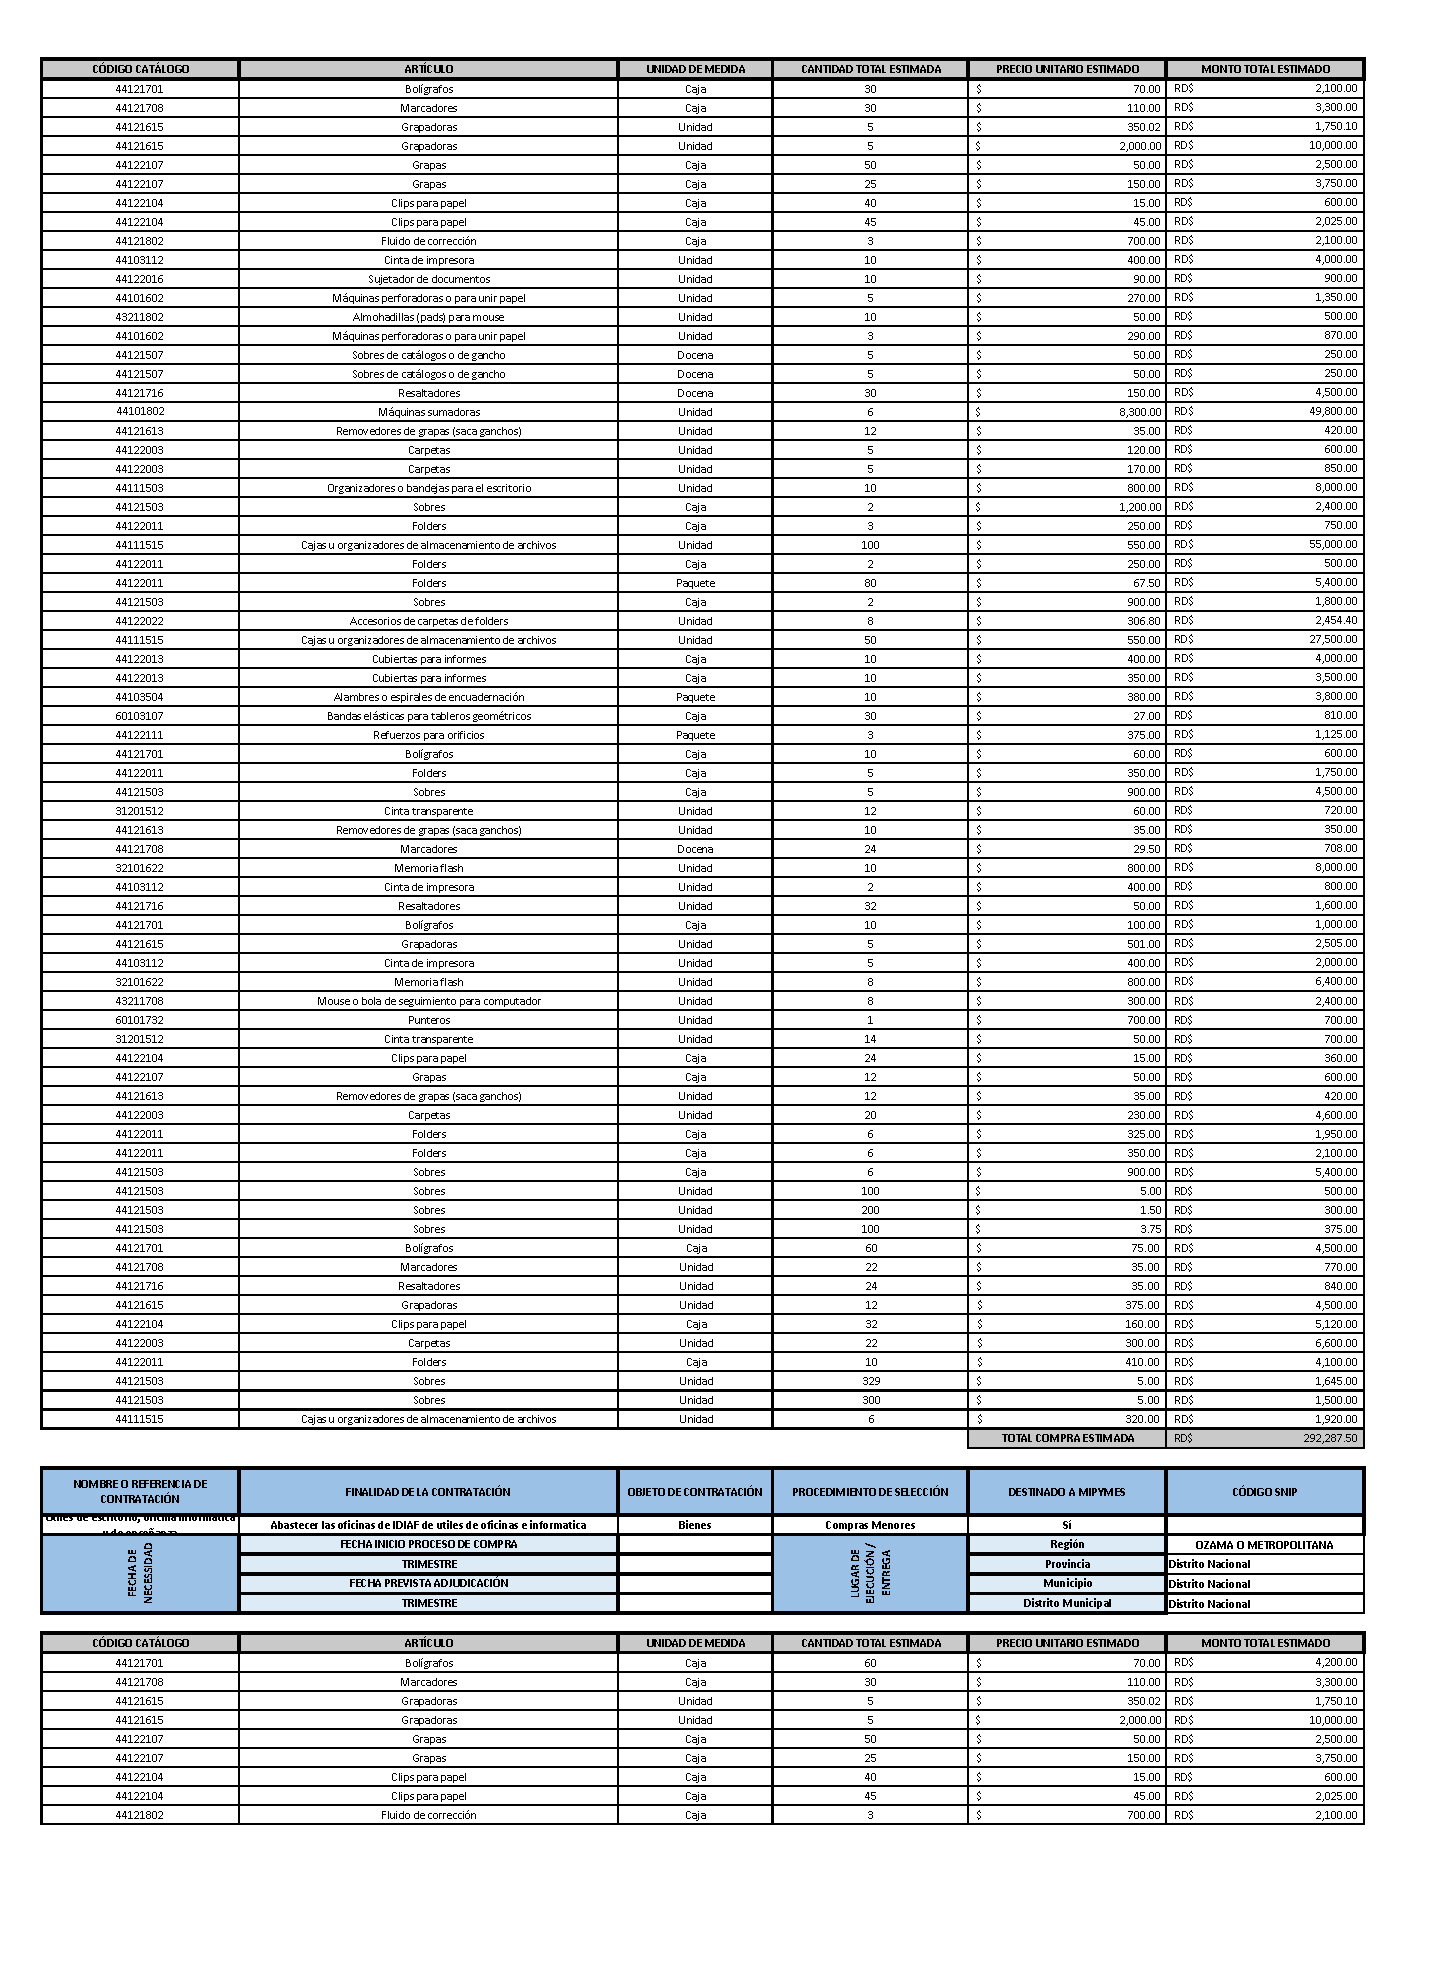 CÓDIGO CATÁLOGO ARTÍCULO UNIDAD DE MEDIDA CANTIDAD TOTAL ESTIMADA PRECIO UNITARIO ESTIMADO MONTO TOTAL ESTIMADO
44121701 Bolígrafos Caja 30 $ 70.00 RD$ 2,100.00
44121708 Marcadores Caja 30 $ 110.00 RD$ 3,300.00
44121615 Grapadoras Unidad 5 $ 350.02 RD$ 1,750.10
44121615 Grapadoras Unidad 5 $ 2,000.00 RD$ 10,000.00
44122107 Grapas Caja 50 $ 50.00 RD$ 2,500.00
44122107 Grapas Caja 25 $ 150.00 RD$ 3,750.00
44122104 Clips para papel Caja 40 $ 15.00 RD$ 600.00
44122104 Clips para papel Caja 45 $ 45.00 RD$ 2,025.00
44121802 Fluido de corrección Caja 3 $ 700.00 RD$ 2,100.00
44103112 Cinta de impresora Unidad 10 $ 400.00 RD$ 4,000.00
44122016 Sujetador de documentos Unidad 10 $ 90.00 RD$ 900.00
44101602 Máquinas perforadoras o para unir papel Unidad 5 $ 270.00 RD$ 1,350.00
43211802 Almohadillas (pads) para mouse Unidad 10 $ 50.00 RD$ 500.00
44101602 Máquinas perforadoras o para unir papel Unidad 3 $ 290.00 RD$ 870.00
44121507 Sobres de catálogos o de gancho Docena 5 $ 50.00 RD$ 250.00
44121507 Sobres de catálogos o de gancho Docena 5 $ 50.00 RD$ 250.00
44121716 Resaltadores Docena 30 $ 150.00 RD$ 4,500.00
44101802 Máquinas sumadoras Unidad 6 $ 8,300.00 RD$ 49,800.00
44121613 Removedores de grapas (saca ganchos) Unidad 12 $ 35.00 RD$ 420.00
44122003 Carpetas Unidad 5 $ 120.00 RD$ 600.00
44122003 Carpetas Unidad 5 $ 170.00 RD$ 850.00
44111503 Organizadores o bandejas para el escritorio Unidad 10 $ 800.00 RD$ 8,000.00
44121503 Sobres Caja 2 $ 1,200.00 RD$ 2,400.00
44122011 Folders Caja 3 $ 250.00 RD$ 750.00
44111515 Cajas u organizadores de almacenamiento de archivos Unidad 100 $ 550.00 RD$ 55,000.00
44122011 Folders Caja 2 $ 250.00 RD$ 500.00
44122011 Folders Paquete 80 $ 67.50 RD$ 5,400.00
44121503 Sobres Caja 2 $ 900.00 RD$ 1,800.00
44122022 Accesorios de carpetas de folders Unidad 8 $ 306.80 RD$ 2,454.40
44111515 Cajas u organizadores de almacenamiento de archivos Unidad 50 $ 550.00 RD$ 27,500.00
44122013 Cubiertas para informes Caja 10 $ 400.00 RD$ 4,000.00
44122013 Cubiertas para informes Caja 10 $ 350.00 RD$ 3,500.00
44103504 Alambres o espirales de encuadernación Paquete 10 $ 380.00 RD$ 3,800.00
60103107 Bandas elásticas para tableros geométricos Caja 30 $ 27.00 RD$ 810.00
44122111 Refuerzos para orificios Paquete 3 $ 375.00 RD$ 1,125.00
44121701 Bolígrafos Caja 10 $ 60.00 RD$ 600.00
44122011 Folders Caja 5 $ 350.00 RD$ 1,750.00
44121503 Sobres Caja 5 $ 900.00 RD$ 4,500.00
31201512 Cinta transparente Unidad 12 $ 60.00 RD$ 720.00
44121613 Removedores de grapas (saca ganchos) Unidad 10 $ 35.00 RD$ 350.00
44121708 Marcadores Docena 24 $ 29.50 RD$ 708.00
32101622 Memoria flash Unidad 10 $ 800.00 RD$ 8,000.00
44103112 Cinta de impresora Unidad 2 $ 400.00 RD$ 800.00
44121716 Resaltadores Unidad 32 $ 50.00 RD$ 1,600.00
44121701 Bolígrafos Caja 10 $ 100.00 RD$ 1,000.00
44121615 Grapadoras Unidad 5 $ 501.00 RD$ 2,505.00
44103112 Cinta de impresora Unidad 5 $ 400.00 RD$ 2,000.00
32101622 Memoria flash Unidad 8 $ 800.00 RD$ 6,400.00
43211708 Mouse o bola de seguimiento para computador Unidad 8 $ 300.00 RD$ 2,400.00
60101732 Punteros Unidad 1 $ 700.00 RD$ 700.00
31201512 Cinta transparente Unidad 14 $ 50.00 RD$ 700.00
44122104 Clips para papel Caja 24 $ 15.00 RD$ 360.00
44122107 Grapas Caja 12 $ 50.00 RD$ 600.00
44121613 Removedores de grapas (saca ganchos) Unidad 12 $ 35.00 RD$ 420.00
44122003 Carpetas Unidad 20 $ 230.00 RD$ 4,600.00
44122011 Folders Caja 6 $ 325.00 RD$ 1,950.00
44122011 Folders Caja 6 $ 350.00 RD$ 2,100.00
44121503 Sobres Caja 6 $ 900.00 RD$ 5,400.00
44121503 Sobres Unidad 100 $ 5.00 RD$ 500.00
44121503 Sobres Unidad 200 $ 1.50 RD$ 300.00
44121503 Sobres Unidad 100 $ 3.75 RD$ 375.00
44121701 Bolígrafos Caja 60 $ 75.00 RD$ 4,500.00
44121708 Marcadores Unidad 22 $ 35.00 RD$ 770.00
44121716 Resaltadores Unidad 24 $ 35.00 RD$ 840.00
44121615 Grapadoras Unidad 12 $ 375.00 RD$ 4,500.00
44122104 Clips para papel Caja 32 $ 160.00 RD$ 5,120.00
44122003 Carpetas Unidad 22 $ 300.00 RD$ 6,600.00
44122011 Folders Caja 10 $ 410.00 RD$ 4,100.00
44121503 Sobres Unidad 329 $ 5.00 RD$ 1,645.00
44121503 Sobres Unidad 300 $ 5.00 RD$ 1,500.00
44111515 Cajas u organizadores de almacenamiento de archivos Unidad 6 $ 320.00 RD$ 1,920.00
TOTAL COMPRA ESTIMADA RD$ 292,287.50
NOMBRE O REFERENCIA DE CONTRATACIÓN FINALIDAD DE LA CONTRATACIÓN OBJETO DE CONTRATACIÓN PROCEDIMIENTO DE SELECCIÓN DESTINADO A MIPYMES CÓDIGO SNIP
Utiles de escritorio, oficina informatica y de enseñanza Abastecer las oficinas de IDIAF de utiles de oficinas e informatica Bienes Compras Menores Sí
FECHA DE NECESSIDAD FECHA INICIO PROCESO DE COMPRA LUGAR DE EJECUCIÓN / ENTREGA Región OZAMA O METROPOLITANA
TRIMESTRE Provincia Distrito Nacional
FECHA PREVISTA ADJUDICACIÓN Municipio Distrito Nacional
TRIMESTRE Distrito Municipal Distrito Nacional
CÓDIGO CATÁLOGO ARTÍCULO UNIDAD DE MEDIDA CANTIDAD TOTAL ESTIMADA PRECIO UNITARIO ESTIMADO MONTO TOTAL ESTIMADO
44121701 Bolígrafos Caja 60 $ 70.00 RD$ 4,200.00
44121708 Marcadores Caja 30 $ 110.00 RD$ 3,300.00
44121615 Grapadoras Unidad 5 $ 350.02 RD$ 1,750.10
44121615 Grapadoras Unidad 5 $ 2,000.00 RD$ 10,000.00
44122107 Grapas Caja 50 $ 50.00 RD$ 2,500.00
44122107 Grapas Caja 25 $ 150.00 RD$ 3,750.00
44122104 Clips para papel Caja 40 $ 15.00 RD$ 600.00
44122104 Clips para papel Caja 45 $ 45.00 RD$ 2,025.00
44121802 Fluido de corrección Caja 3 $ 700.00 RD$ 2,100.00